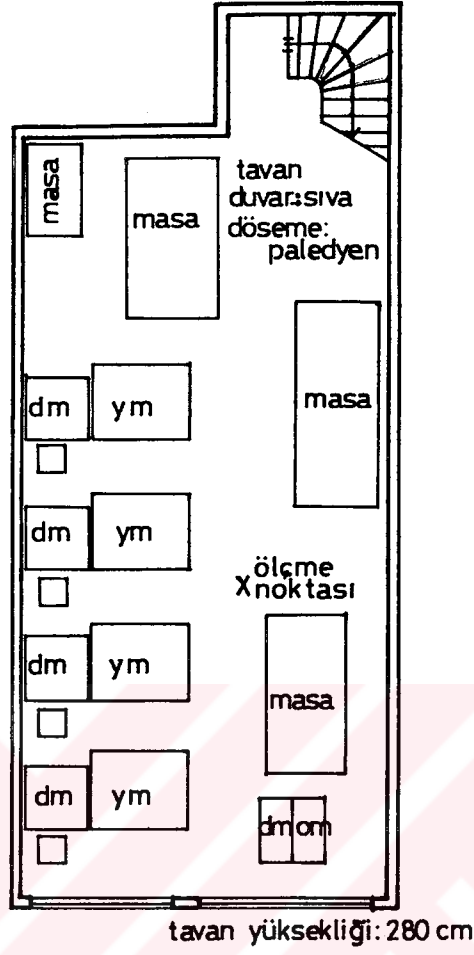 masa
masa
tavan
duvar:sıva
döseme:
paledyen
dm
ym
masa
dm
ym
ölçme
X noktası
dm
ym
masa
dm
ym
dm om
tavan yüksekliği: 280 cm